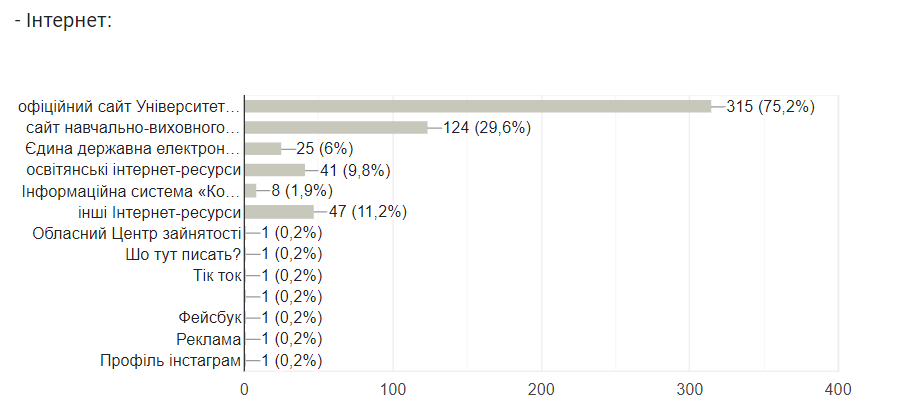 - Інтернет:
офіційний сайт Університет… 315 (75,2%)
сайт навчально-виховного… 124 (29,6%)
Єдина державна електрон… 25 (6%)
освітянські інтернет-ресурси 41 (9,8%)
Інформаційна система «Ко… 8 (1,9%)
інші Інтернет-ресурси 47 (11,2%)
Обласний Центр зайнятості 1 (0,2%)
Шо тут писать? 1 (0,2%)
Тік ток 1 (0,2%)
1 (0,2%)
Фейсбук 1 (0,2%)
Реклама 1 (0,2%)
Профіль інстаграм 1 (0,2%)
0 100 200 300 400